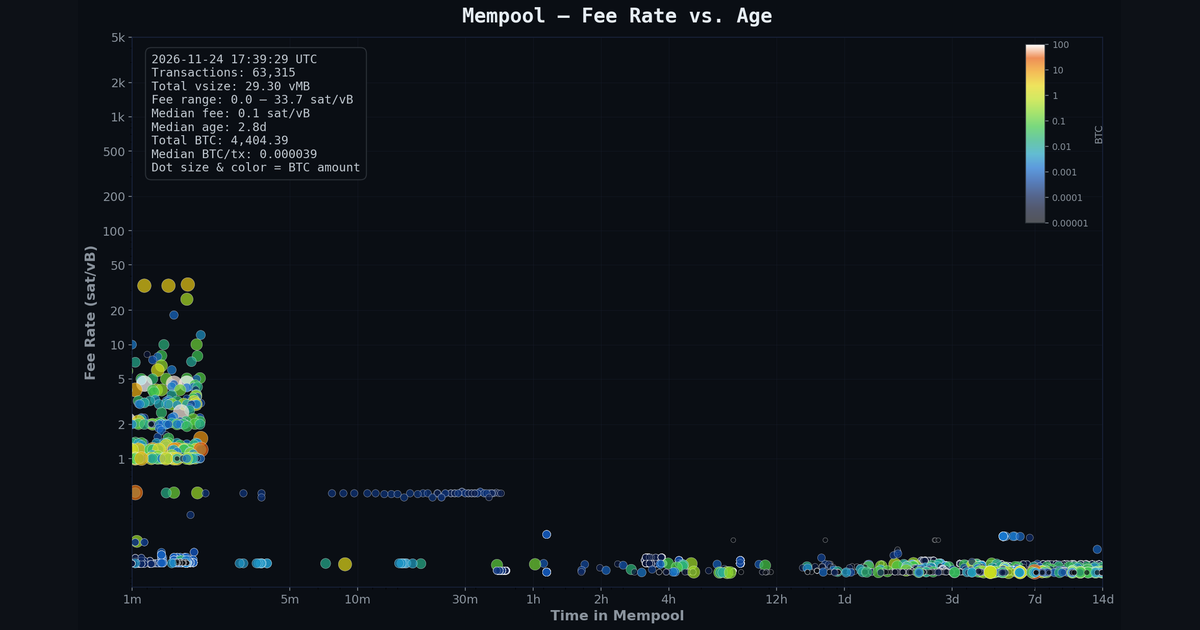 Mempool — Fee Rate vs. Age
2026-11-24 17:39:29 UTC
Transactions: 63,315
Total vsize: 29.30 vMB
Fee range: 0.0 — 33.7 sat/vB
Median fee: 0.1 sat/vB
Median age: 2.8d
Total BTC: 4,404.39
Median BTC/tx: 0.000039
Dot size & color = BTC amount
5k
2k
1k
500
200
100
50
20
10
5
2
1
Fee Rate (sat/vB)
100
10
1
0.1
0.01
0.001
0.0001
0.00001
BTC
1m 5m 10m 30m 1h 2h 4h 12h 1d 3d 7d 14d
Time in Mempool